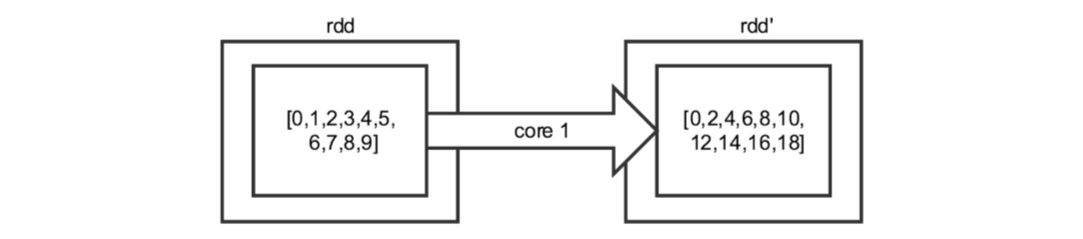 rdd
rdd'
[0,1,2,3,4,5,
6,7,8,9]
core 1
[0,2,4,6,8,10,
12,14,16,18]